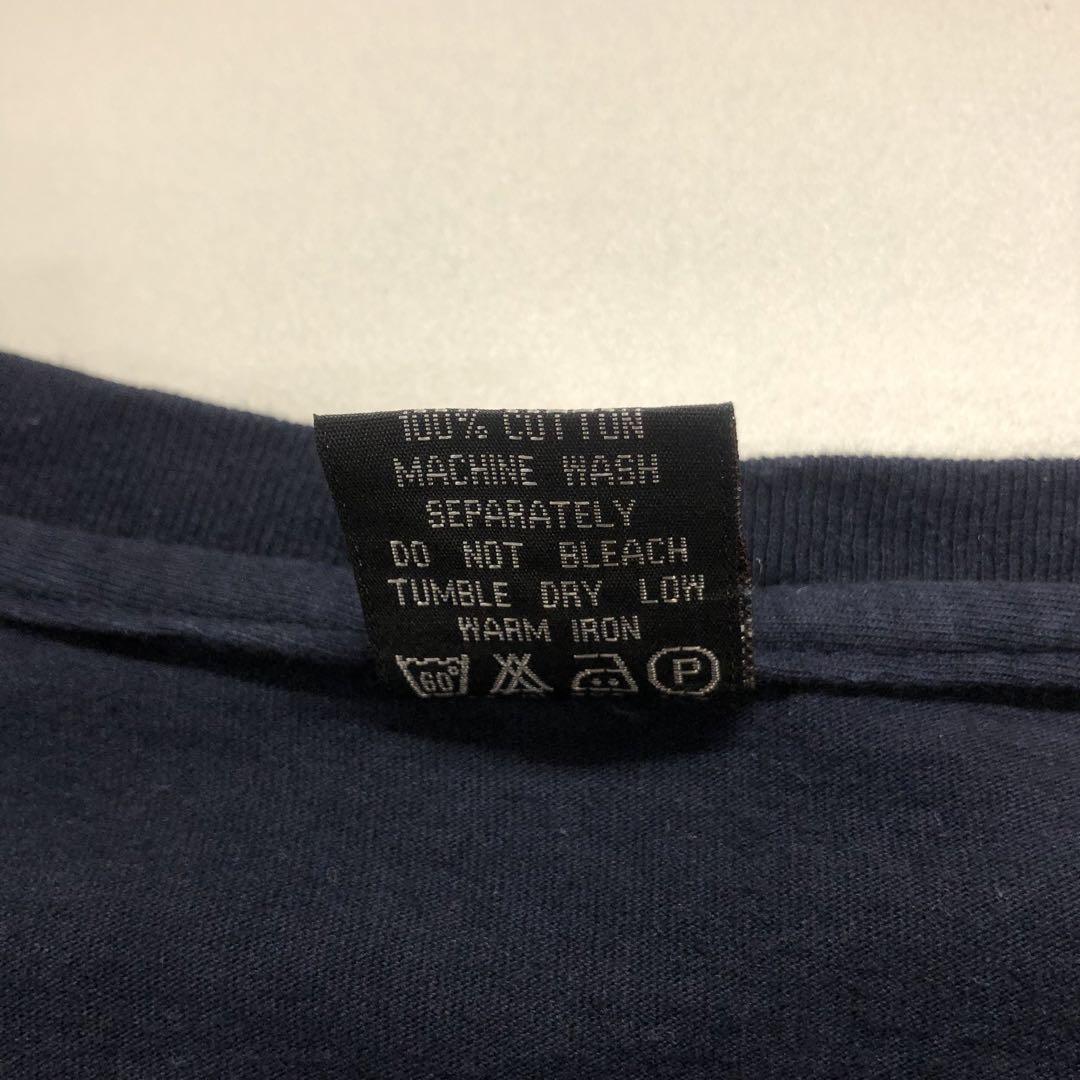 100% COTTON
MACHINE WASH
SEPARATELY
DO NOT BLEACH
TUMBLE DRY LOW
WARM IRON
60° P